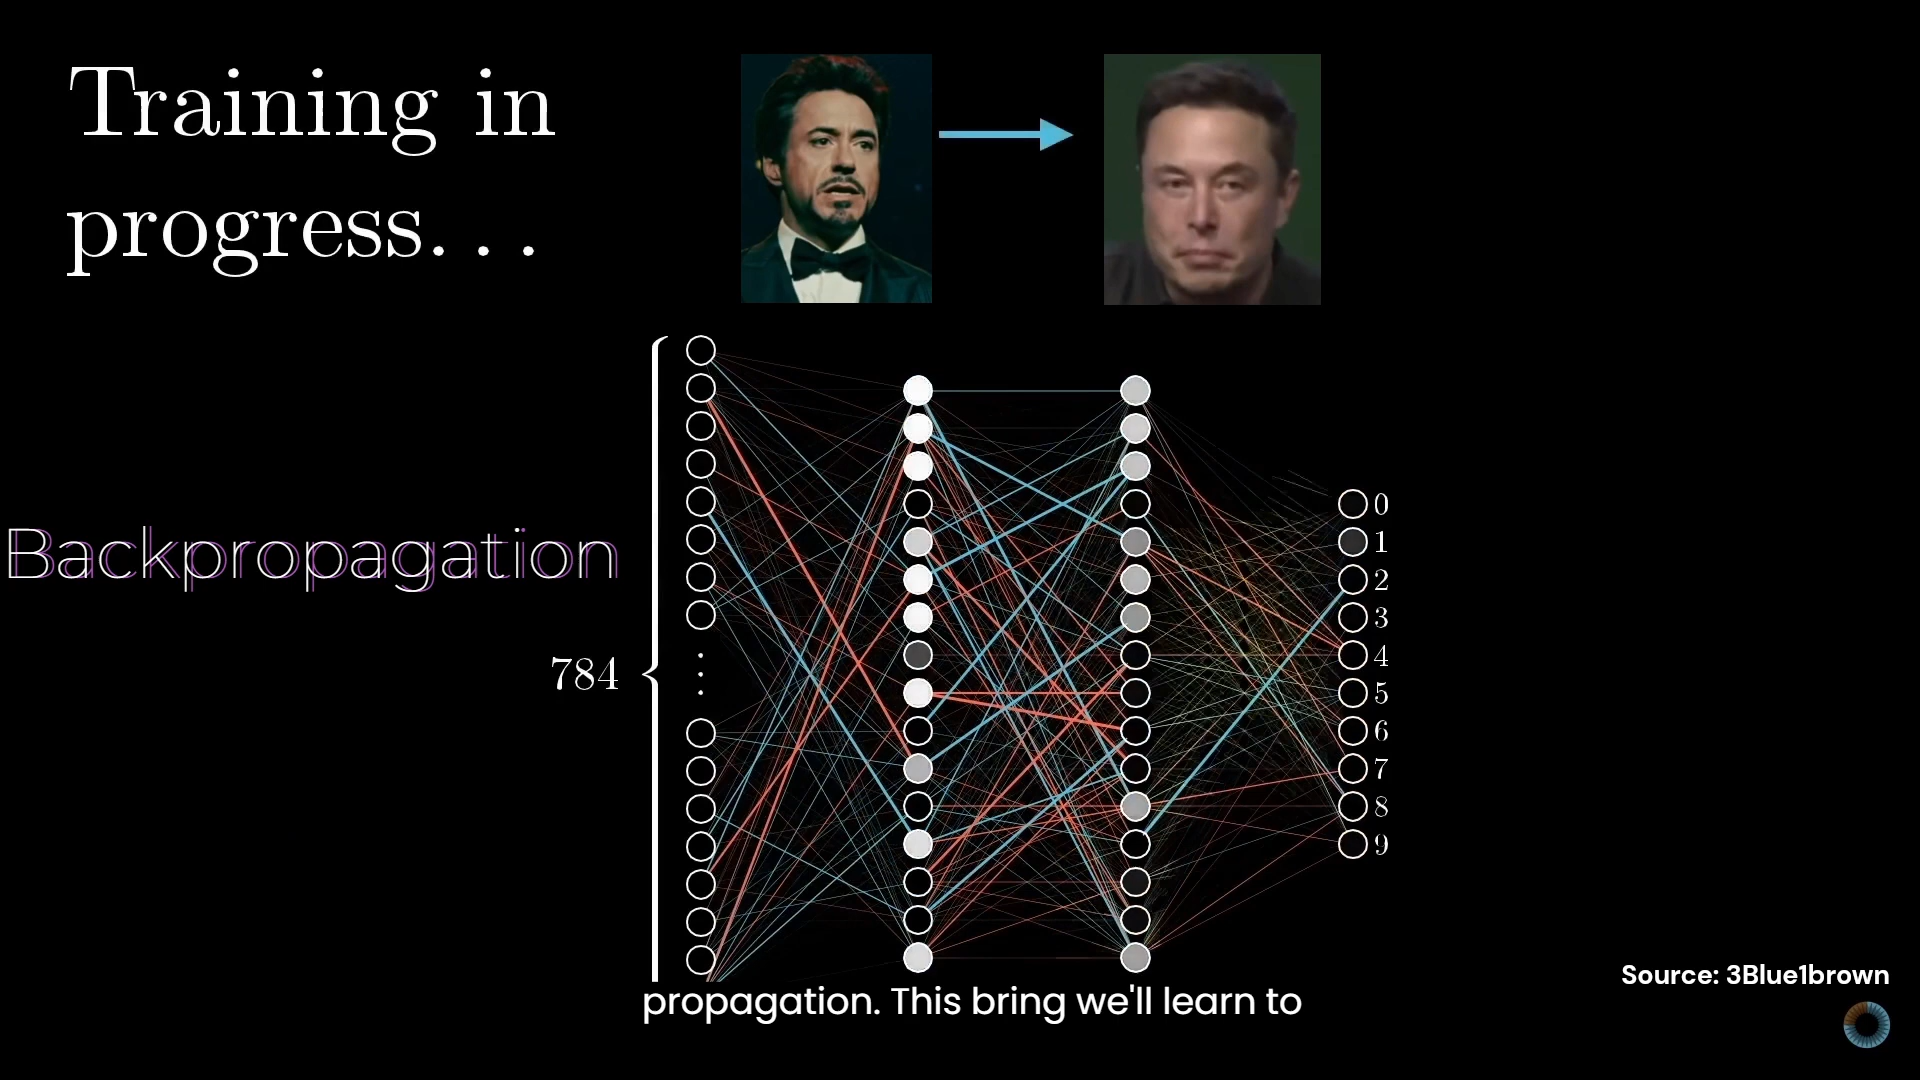 Training in
progress...
Backpropagation
784
0
1
2
3
4
5
6
7
8
9
Source: 3Blue1brown
propagation. This bring we'll learn to